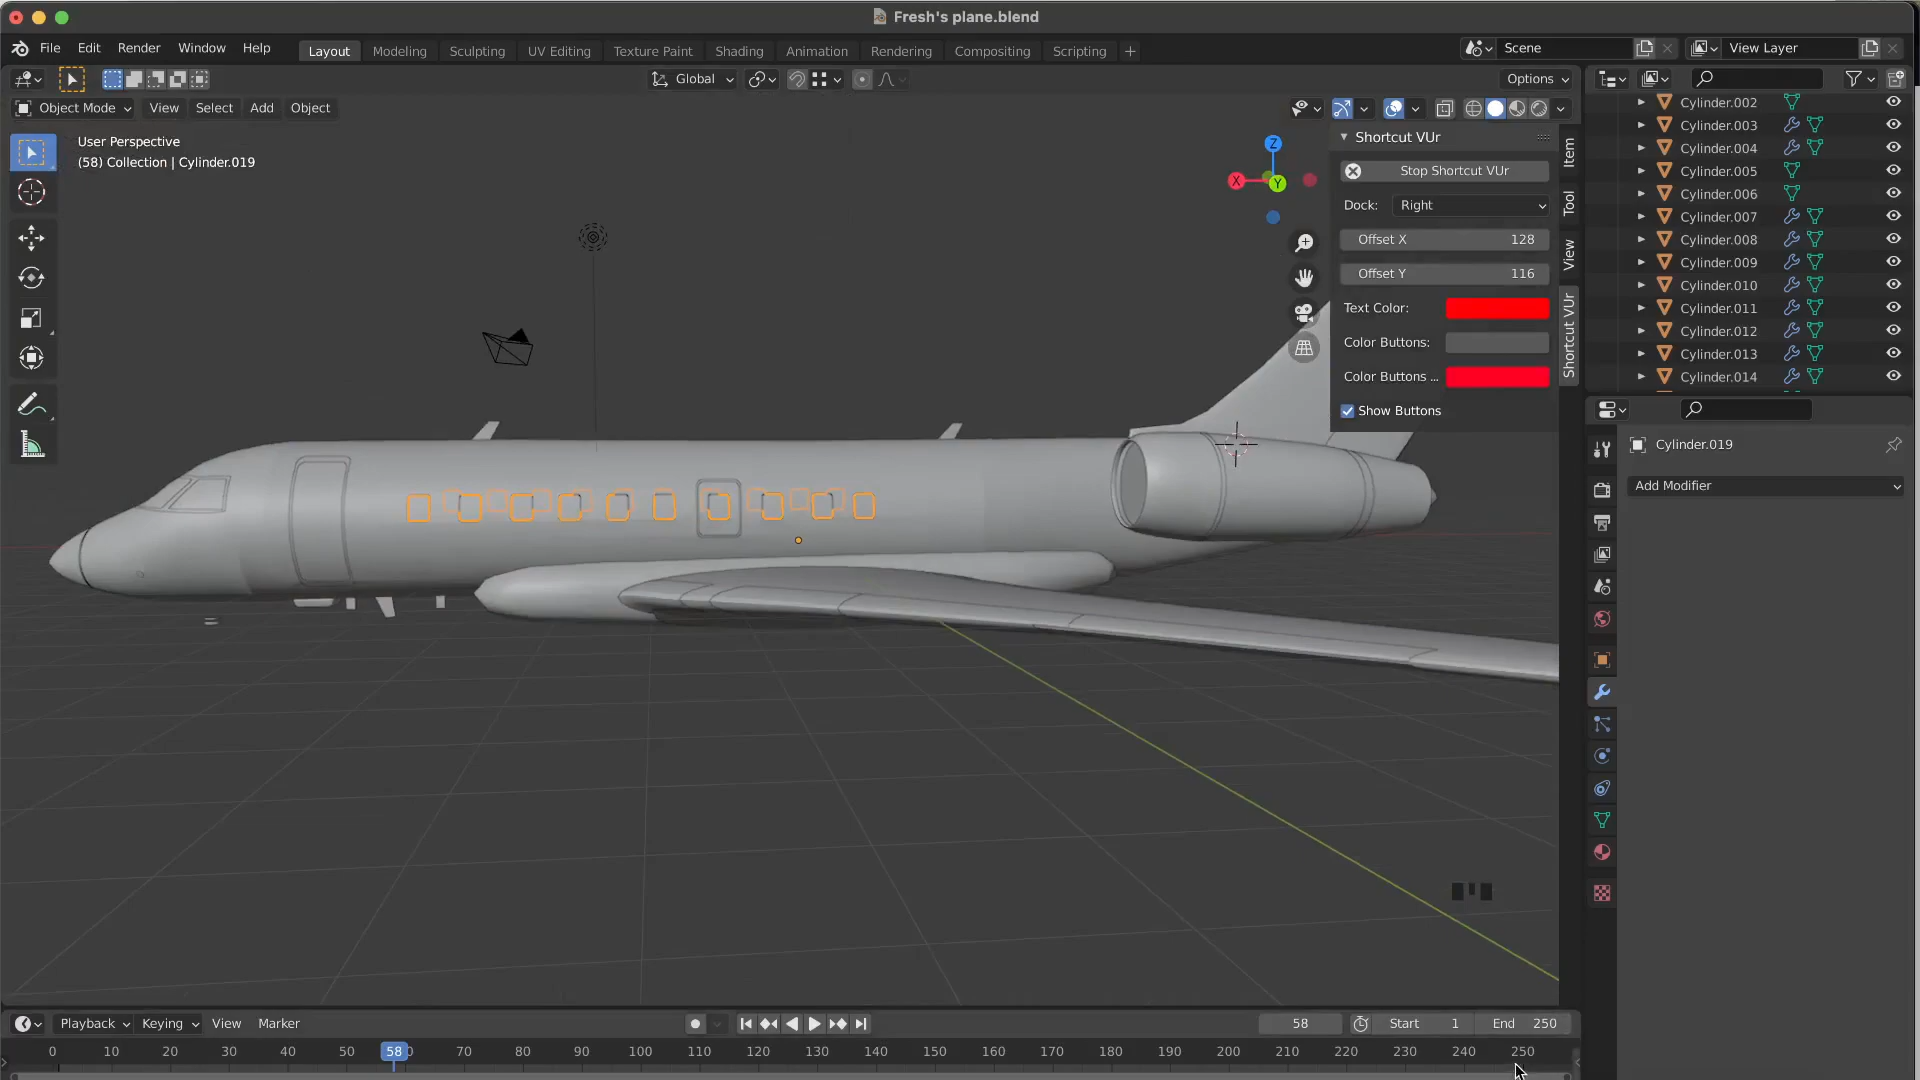 Fresh's plane.blend
File Edit Render Window Help Layout Modeling Sculpting UV Editing Texture Paint Shading Animation Rendering Compositing Scripting + Scene View Layer
Global Options
Object Mode View Select Add Object
User Perspective
(58) Collection | Cylinder.019
Z
X
Y
Shortcut VUr
Stop Shortcut VUr
Dock: Right
Offset X 128
Offset Y 116
Text Color:
Color Buttons:
Color Buttons ...
Show Buttons
Item
Tool
View
Shortcut VUr
Cylinder.002
Cylinder.003
Cylinder.004
Cylinder.005
Cylinder.006
Cylinder.007
Cylinder.008
Cylinder.009
Cylinder.010
Cylinder.011
Cylinder.012
Cylinder.013
Cylinder.014
Cylinder.019
Add Modifier
Playback Keying View Marker 58 Start 1 End 250
0 10 20 30 40 50 58 70 80 90 100 110 120 130 140 150 160 170 180 190 200 210 220 230 240 250